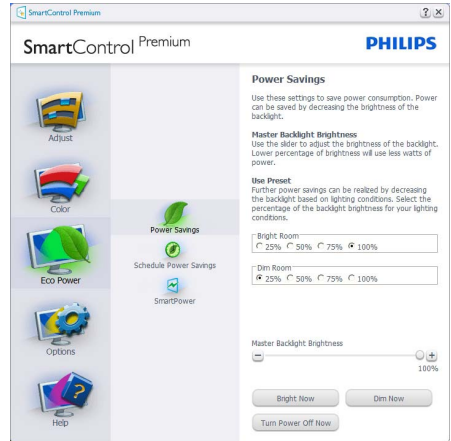 SmartControl Premium
? ×
SmartControl Premium
PHILIPS
Adjust
Color
Eco Power
Options
Help
Power Savings
Schedule Power Savings
SmartPower
Power Savings
Use these settings to save power consumption. Power
can be saved by decreasing the brightness of the
backlight.
Master Backlight Brightness
Use the slider to adjust the brightness of the backlight.
Lower percentage of brightness will use less watts of
power.
Use Preset
Further power savings can be realized by decreasing
the backlight based on lighting conditions. Select the
percentage of the backlight brightness for your lighting
conditions.
Bright Room
25% 50% 75% 100%
Dim Room
25% 50% 75% 100%
Master Backlight Brightness
100%
Bright Now Dim Now
Turn Power Off Now